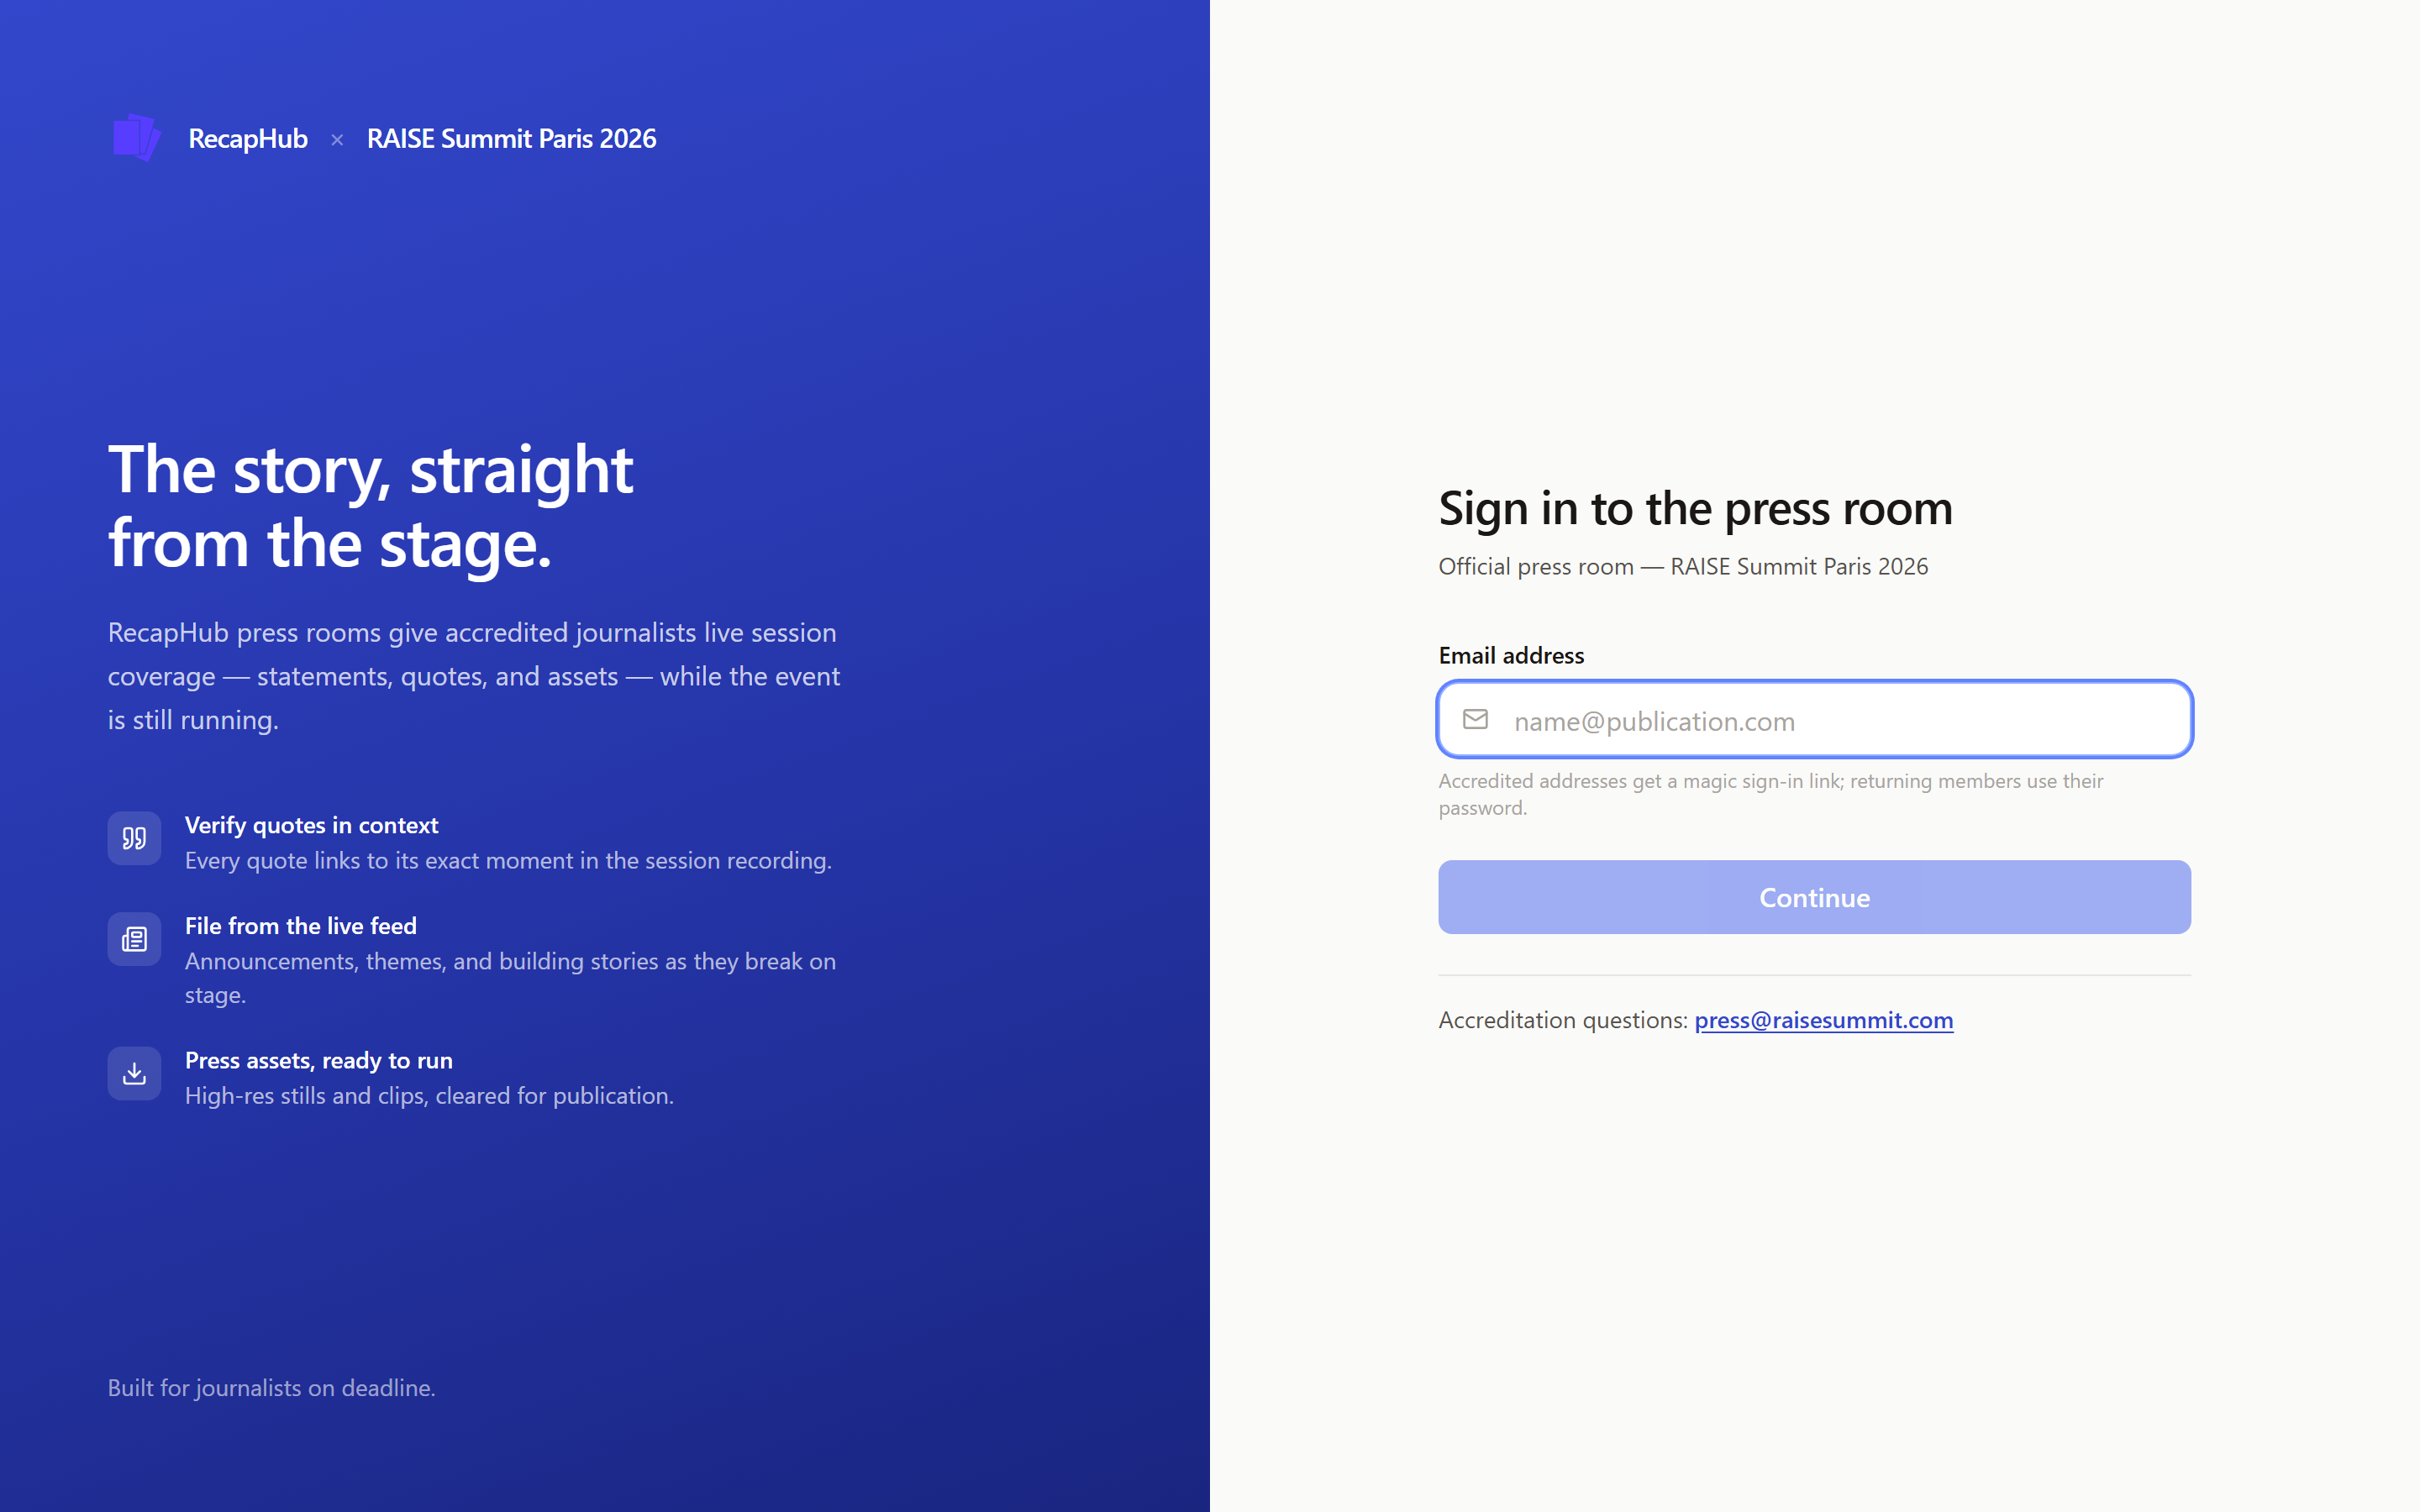 RecapHub × RAISE Summit Paris 2026
The story, straight
from the stage.
RecapHub press rooms give accredited journalists live session
coverage — statements, quotes, and assets — while the event
is still running.
Verify quotes in context
Every quote links to its exact moment in the session recording.
File from the live feed
Announcements, themes, and building stories as they break on
stage.
Press assets, ready to run
High-res stills and clips, cleared for publication.
Built for journalists on deadline.
Sign in to the press room
Official press room — RAISE Summit Paris 2026
Email address
name@publication.com
Accredited addresses get a magic sign-in link; returning members use their
password.
Continue
Accreditation questions: press@raisesummit.com